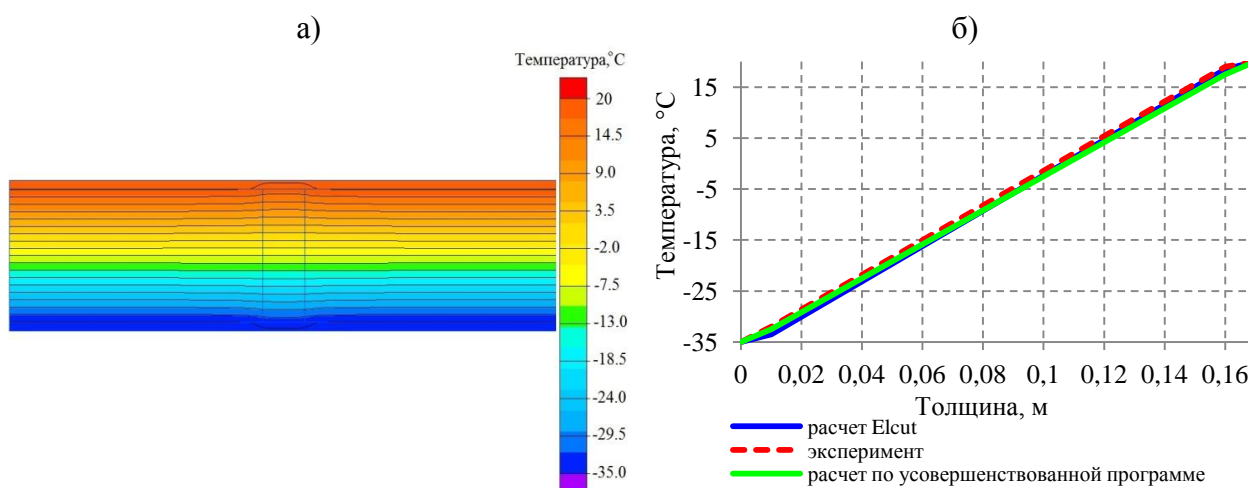 а)
Температура,°С
20
14.5
9.0
3.5
-2.0
-7.5
-13.0
-18.5
-24.0
-29.5
-35.0
б)
Температура, °С
15
5
-5
-15
-25
-35
0 0,02 0,04 0,06 0,08 0,1 0,12 0,14 0,16
Толщина, м
расчет Elcut
эксперимент
расчет по усовершенствованной программе